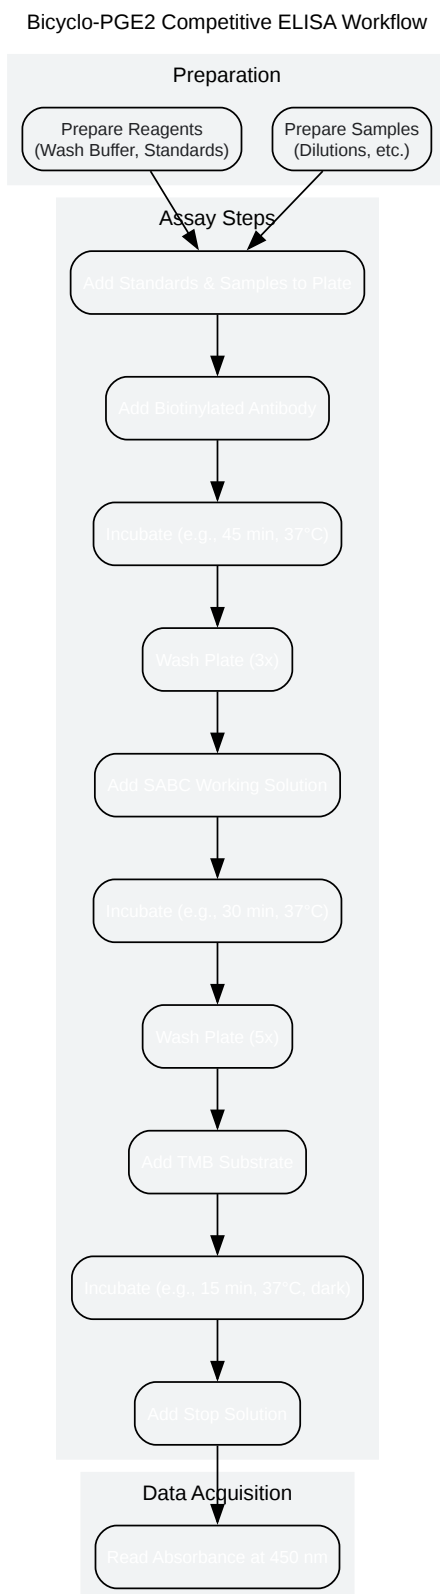 Bicyclo-PGE2 Competitive ELISA Workflow
Preparation
Prepare Reagents
(Wash Buffer, Standards)
Prepare Samples
(Dilutions, etc.)
Assay Steps
Add Standards & Samples to Plate
Add Biotinylated Antibody
Incubate (e.g., 45 min, 37°C)
Wash Plate (3x)
Add SABC Working Solution
Incubate (e.g., 30 min, 37°C)
Wash Plate (5x)
Add TMB Substrate
Incubate (e.g., 15 min, 37°C, dark)
Add Stop Solution
Data Acquisition
Read Absorbance at 450 nm